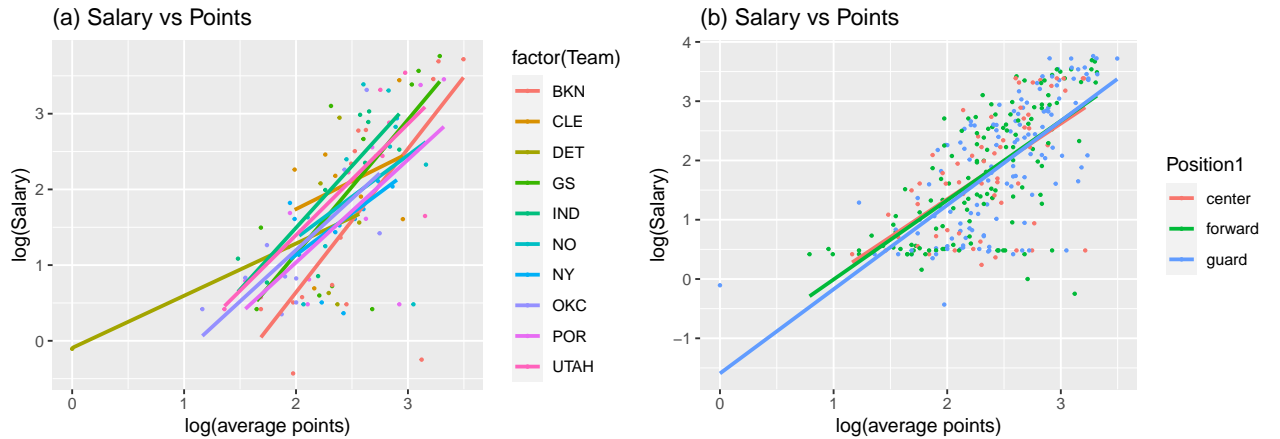 (a) Salary vs Points
log(Salary)
3
2
1
0
0
1
2
3
log(average points)
factor(Team)
BKN
CLE
DET
GS
IND
NO
NY
OKC
POR
UTAH
(b) Salary vs Points
log(Salary)
4
3
2
1
0
−1
0
1
2
3
log(average points)
Position1
center
forward
guard